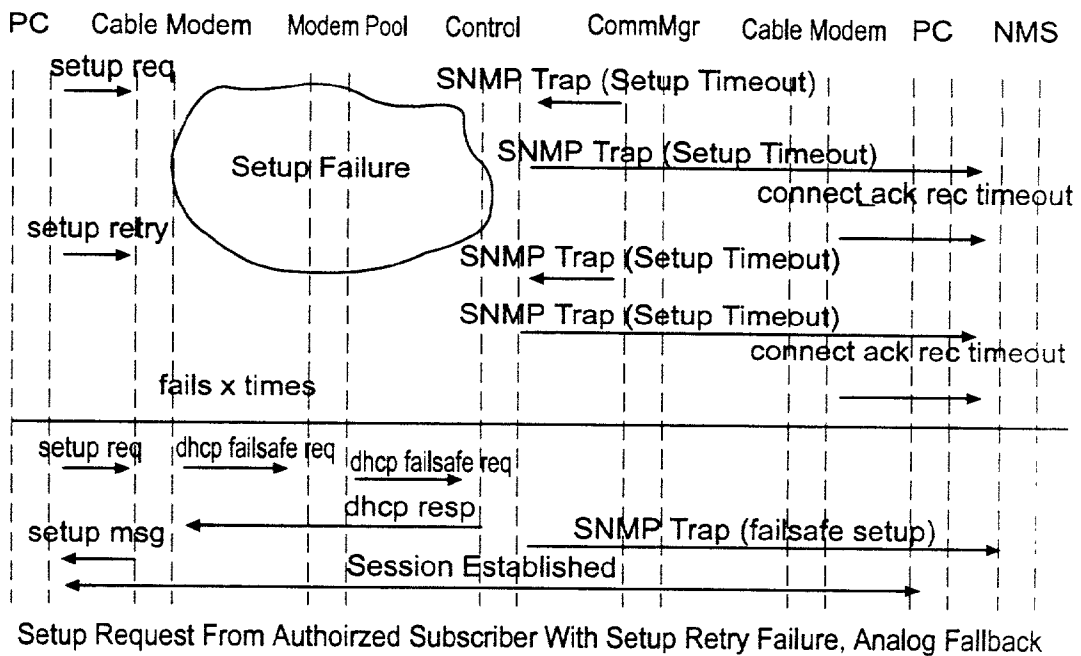 PC Cable Modem Modem Pool Control CommMgr Cable Modem PC NMS
setup req
SNMP Trap (Setup Timeout)
Setup Failure
SNMP Trap (Setup Timeout)
connect_ack rec timeout
setup retry
SNMP Trap (Setup Timeout)
SNMP Trap (Setup Timeout)
connect ack rec timeout
fails x times
setup req dhcp failsafe req dhcp failsafe req
dhcp resp
setup msg
SNMP Trap (failsafe setup)
Session Established
Setup Request From Authoirzed Subscriber With Setup Retry Failure, Analog Fallback